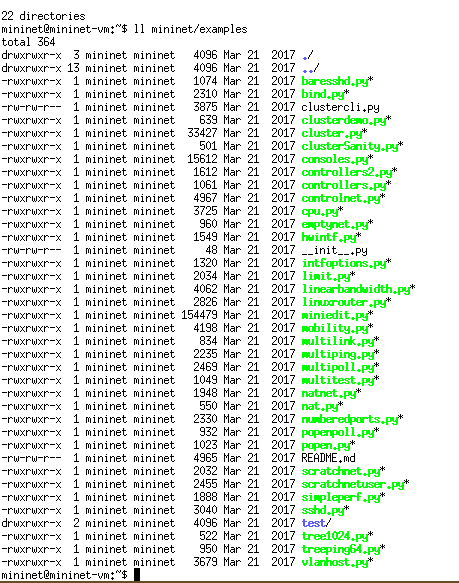 22 directories
mininet@mininet-vm:~$ ll mininet/examples
total 364
drwxrwxr-x  3 mininet mininet   4096 Mar 21  2017 ./
drwxrwxr-x 13 mininet mininet   4096 Mar 21  2017 ../
-rwxrwxr-x  1 mininet mininet   1074 Mar 21  2017 baresshd.py*
-rwxrwxr-x  1 mininet mininet   2310 Mar 21  2017 bind.py*
-rw-rw-r--  1 mininet mininet   3875 Mar 21  2017 clustercli.py
-rwxrwxr-x  1 mininet mininet    639 Mar 21  2017 clusterdemo.py*
-rwxrwxr-x  1 mininet mininet  33427 Mar 21  2017 cluster.py*
-rwxrwxr-x  1 mininet mininet    501 Mar 21  2017 clusterSanity.py*
-rwxrwxr-x  1 mininet mininet  15612 Mar 21  2017 consoles.py*
-rwxrwxr-x  1 mininet mininet   1612 Mar 21  2017 controllers2.py*
-rwxrwxr-x  1 mininet mininet   1061 Mar 21  2017 controllers.py*
-rwxrwxr-x  1 mininet mininet   4967 Mar 21  2017 controlnet.py*
-rwxrwxr-x  1 mininet mininet   3725 Mar 21  2017 cpu.py*
-rwxrwxr-x  1 mininet mininet    960 Mar 21  2017 emptynet.py*
-rwxrwxr-x  1 mininet mininet   1549 Mar 21  2017 hwintf.py*
-rw-rw-r--  1 mininet mininet     48 Mar 21  2017 __init__.py
-rwxrwxr-x  1 mininet mininet   1320 Mar 21  2017 intfoptions.py*
-rwxrwxr-x  1 mininet mininet   2034 Mar 21  2017 limit.py*
-rwxrwxr-x  1 mininet mininet   4062 Mar 21  2017 linearbandwidth.py*
-rwxrwxr-x  1 mininet mininet   2826 Mar 21  2017 linuxrouter.py*
-rwxrwxr-x  1 mininet mininet 154479 Mar 21  2017 miniedit.py*
-rwxrwxr-x  1 mininet mininet   4198 Mar 21  2017 mobility.py*
-rwxrwxr-x  1 mininet mininet    834 Mar 21  2017 multilink.py*
-rwxrwxr-x  1 mininet mininet   2235 Mar 21  2017 multiping.py*
-rwxrwxr-x  1 mininet mininet   2469 Mar 21  2017 multipoll.py*
-rwxrwxr-x  1 mininet mininet   1049 Mar 21  2017 multitest.py*
-rwxrwxr-x  1 mininet mininet   1948 Mar 21  2017 natnet.py*
-rwxrwxr-x  1 mininet mininet    550 Mar 21  2017 nat.py*
-rwxrwxr-x  1 mininet mininet   2330 Mar 21  2017 numberedports.py*
-rwxrwxr-x  1 mininet mininet    932 Mar 21  2017 popenpoll.py*
-rwxrwxr-x  1 mininet mininet   1023 Mar 21  2017 popen.py*
-rw-rw-r--  1 mininet mininet   4965 Mar 21  2017 README.md
-rwxrwxr-x  1 mininet mininet   2032 Mar 21  2017 scratchnet.py*
-rwxrwxr-x  1 mininet mininet   2455 Mar 21  2017 scratchnetuser.py*
-rwxrwxr-x  1 mininet mininet   1888 Mar 21  2017 simpleperf.py*
-rwxrwxr-x  1 mininet mininet   3040 Mar 21  2017 sshd.py*
drwxrwxr-x  2 mininet mininet   4096 Mar 21  2017 test/
-rwxrwxr-x  1 mininet mininet    522 Mar 21  2017 tree1024.py*
-rwxrwxr-x  1 mininet mininet    950 Mar 21  2017 treeping64.py*
-rwxrwxr-x  1 mininet mininet   3679 Mar 21  2017 vlanhost.py*
mininet@mininet-vm:~$